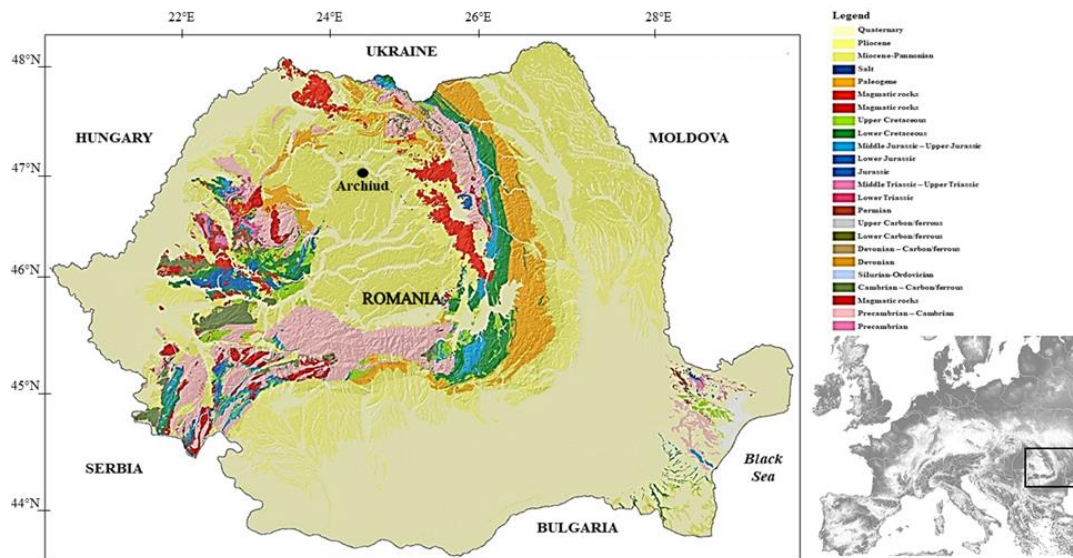 22°E 24°E 26°E 28°E
48°N
47°N
46°N
45°N
44°N
UKRAINE
HUNGARY
MOLDOVA
Archiud
ROMANIA
SERBIA
Black
Sea
BULGARIA
Legend
Quaternary
Pliocene
Miocene-Pannonian
Salt
Paleogene
Magmatic rocks
Magmatic rocks
Upper Cretaceous
Lower Cretaceous
Middle Jurassic – Upper Jurassic
Lower Jurassic
Jurassic
Middle Triassic – Upper Triassic
Lower Triassic
Permian
Upper Carbon/ferrous
Lower Carbon/ferrous
Devonian – Carbon/ferrous
Devonian
Silurian-Ordovician
Cambrian – Carbon/ferrous
Magmatic rocks
Precambrian – Cambrian
Precambrian